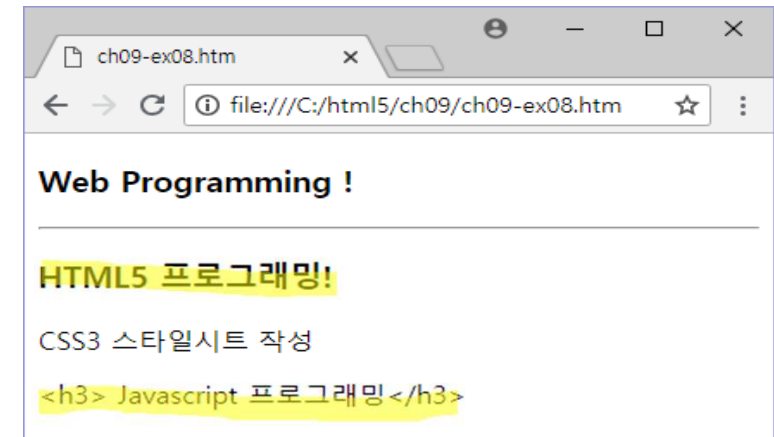 ch09-ex08.htm
file:///C:/html5/ch09/ch09-ex08.htm
Web Programming !
HTML5 프로그래밍!
CSS3 스타일시트 작성
<h3> Javascript 프로그래밍</h3>